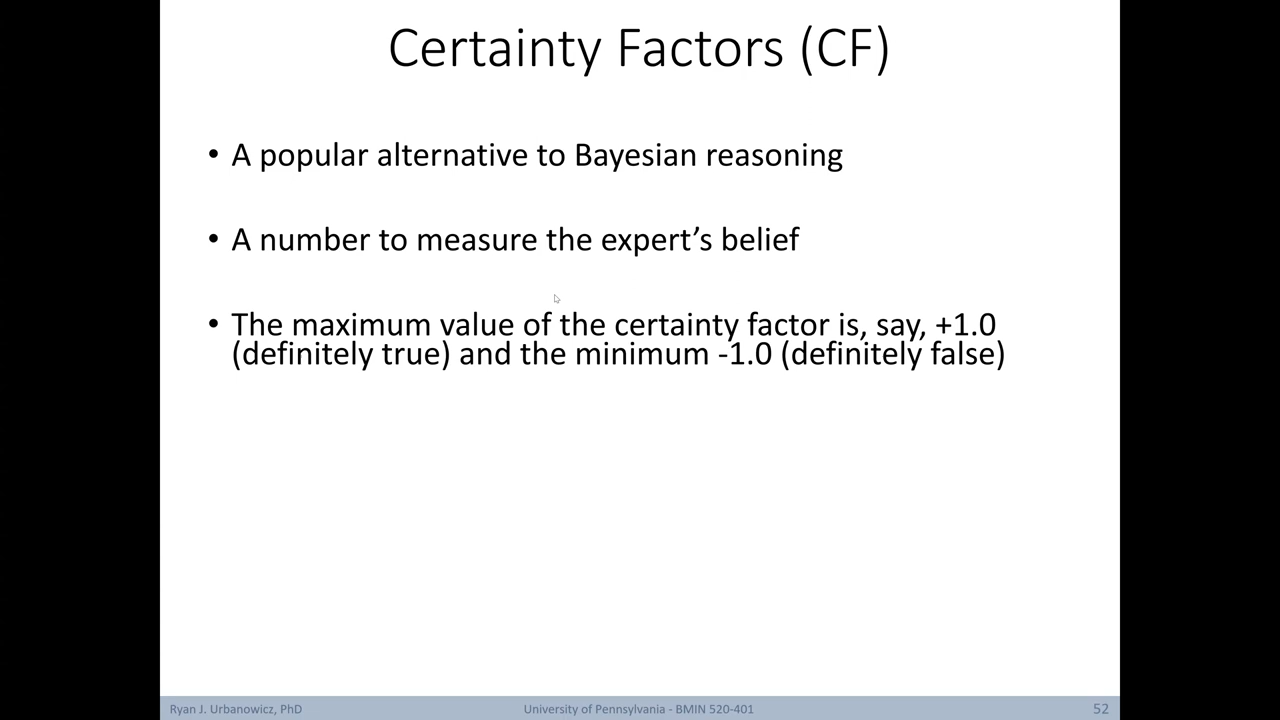 Certainty Factors (CF)
• A popular alternative to Bayesian reasoning
• A number to measure the expert’s belief
• The maximum value of the certainty factor is, say, +1.0
(definitely true) and the minimum -1.0 (definitely false)
Ryan J. Urbanowicz, PhD
University of Pennsylvania - BMIN 520-401
52